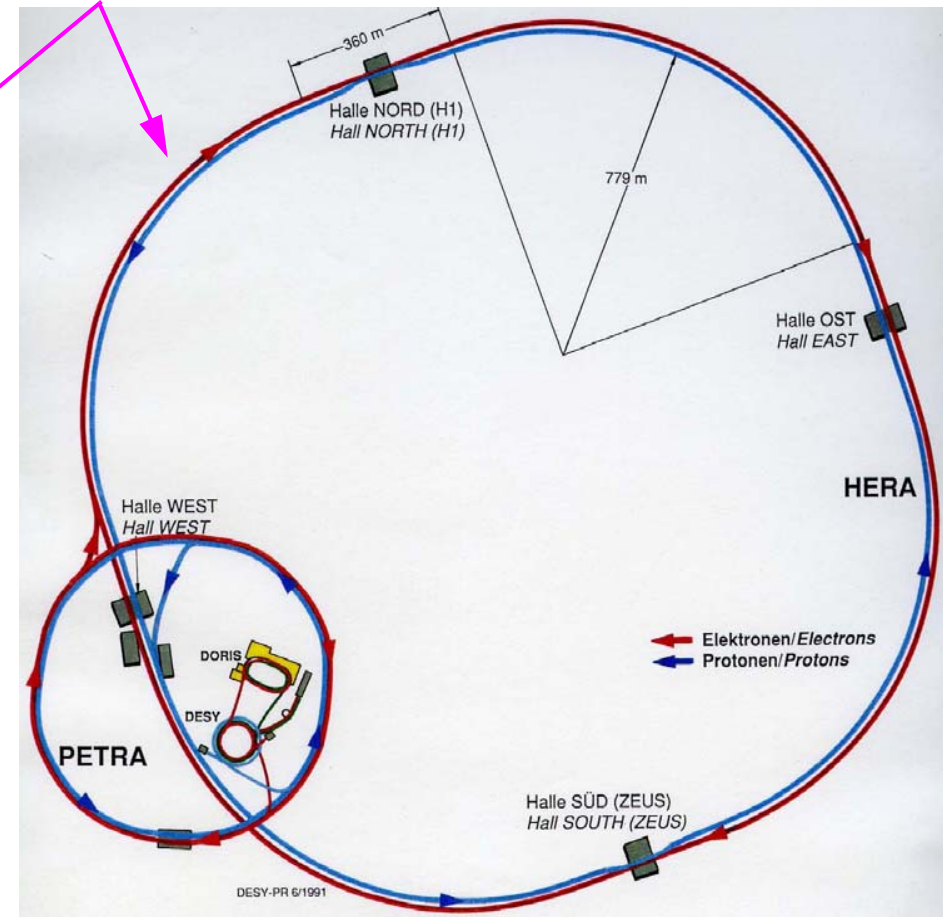 360 m
Halle NORD (H1)
Hall NORTH (H1)
779 m
Halle OST
Hall EAST
HERA
Halle WEST
Hall WEST
Elektronen/Electrons
Protonen/Protons
DORIS
DESY
PETRA
Halle SÜD (ZEUS)
Hall SOUTH (ZEUS)
DESY-PR 6/1991